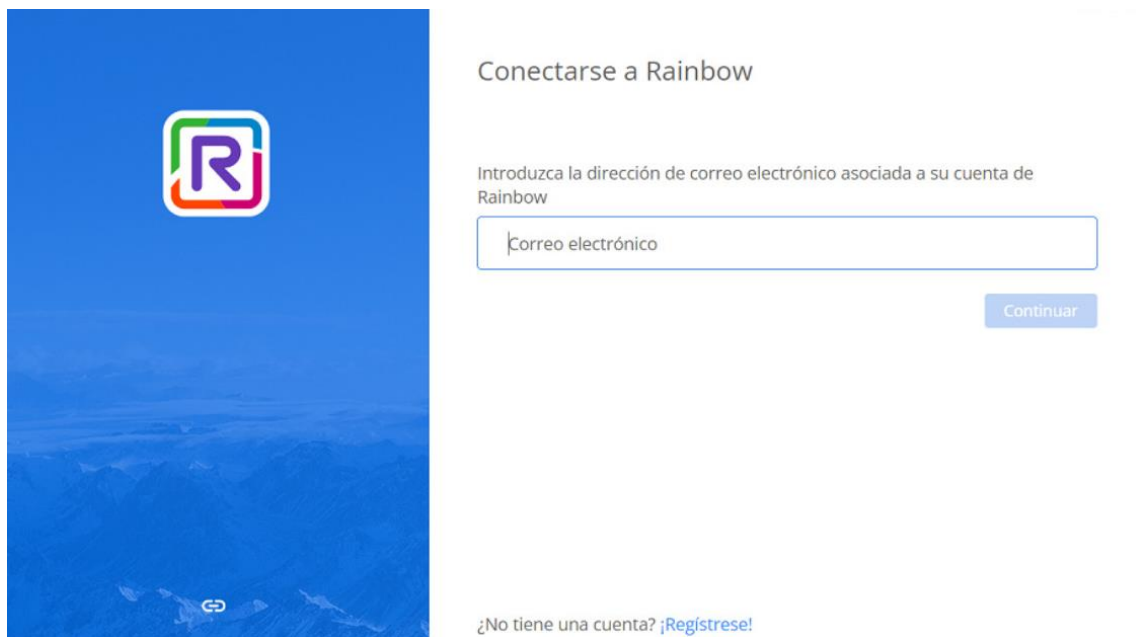 R
Conectarse a Rainbow
Introduzca la dirección de correo electrónico asociada a su cuenta de
Rainbow
Correo electrónico
Continuar
¿No tiene una cuenta? ¡Regístrese!